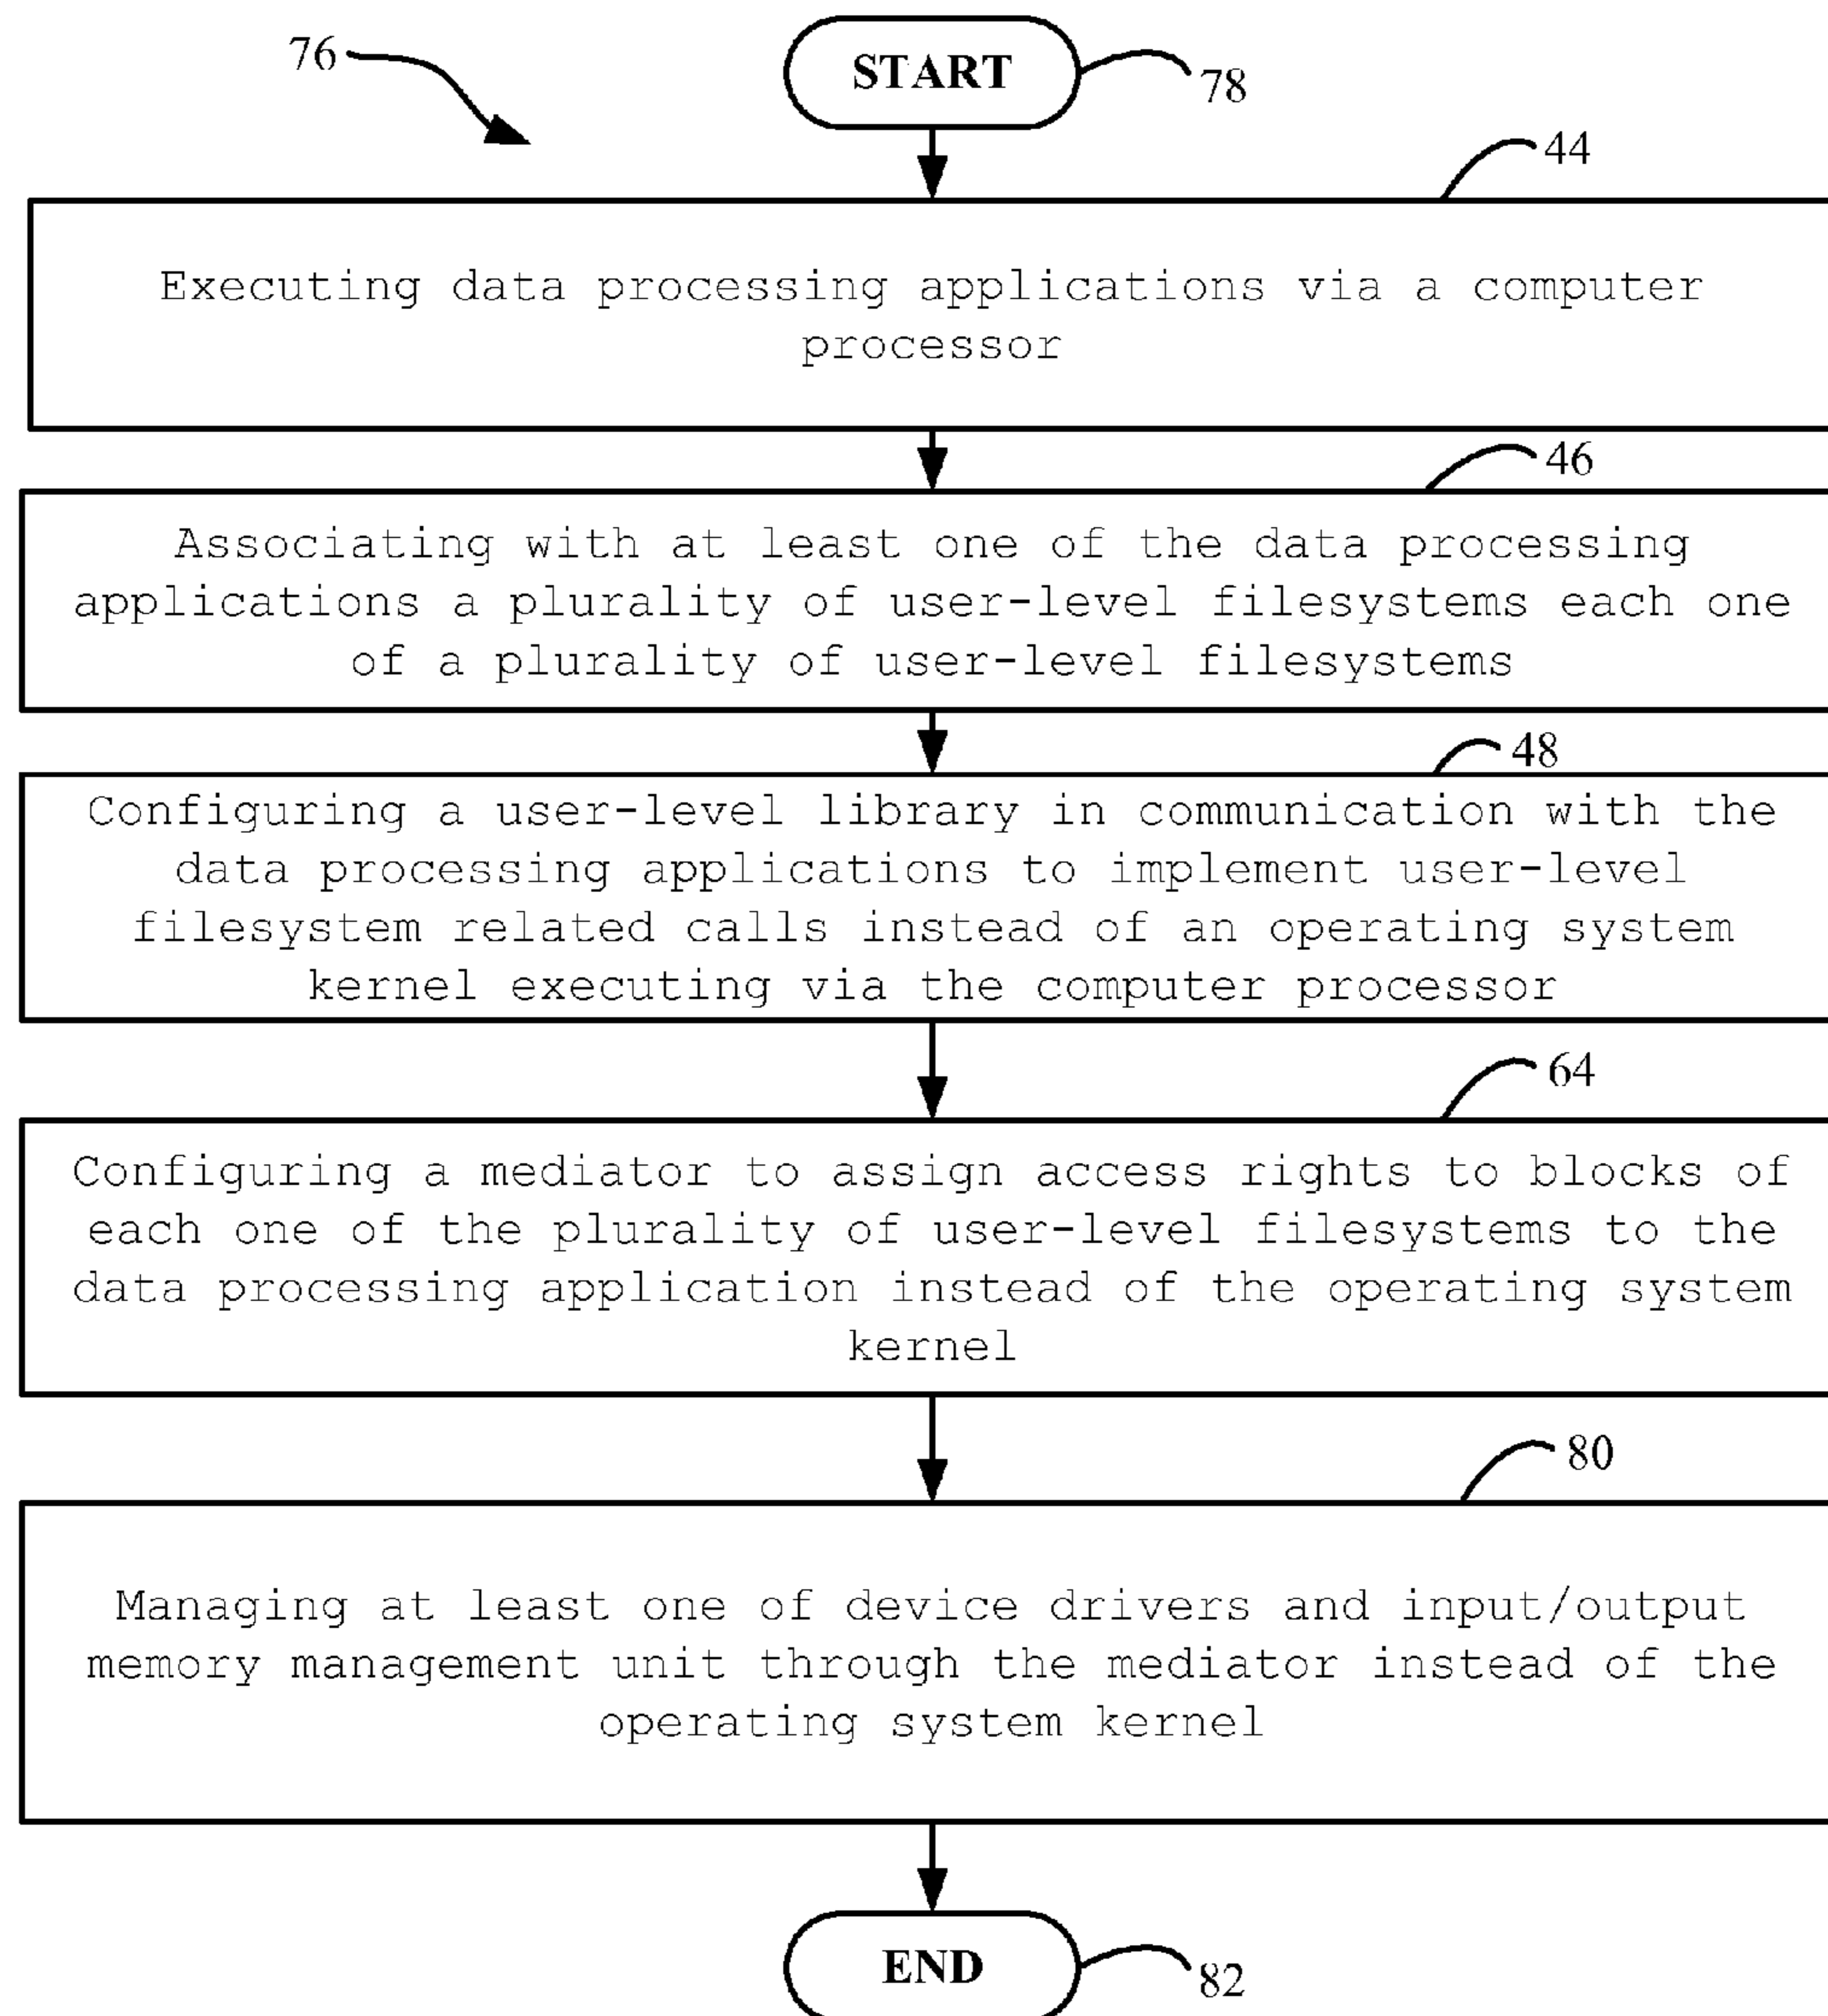 76
START
78
44
Executing data processing applications via a computer
processor
46
Associating with at least one of the data processing
applications a plurality of user-level filesystems each one
of a plurality of user-level filesystems
48
Configuring a user-level library in communication with the
data processing applications to implement user-level
filesystem related calls instead of an operating system
kernel executing via the computer processor
64
Configuring a mediator to assign access rights to blocks of
each one of the plurality of user-level filesystems to the
data processing application instead of the operating system
kernel
80
Managing at least one of device drivers and input/output
memory management unit through the mediator instead of the
operating system kernel
END
82